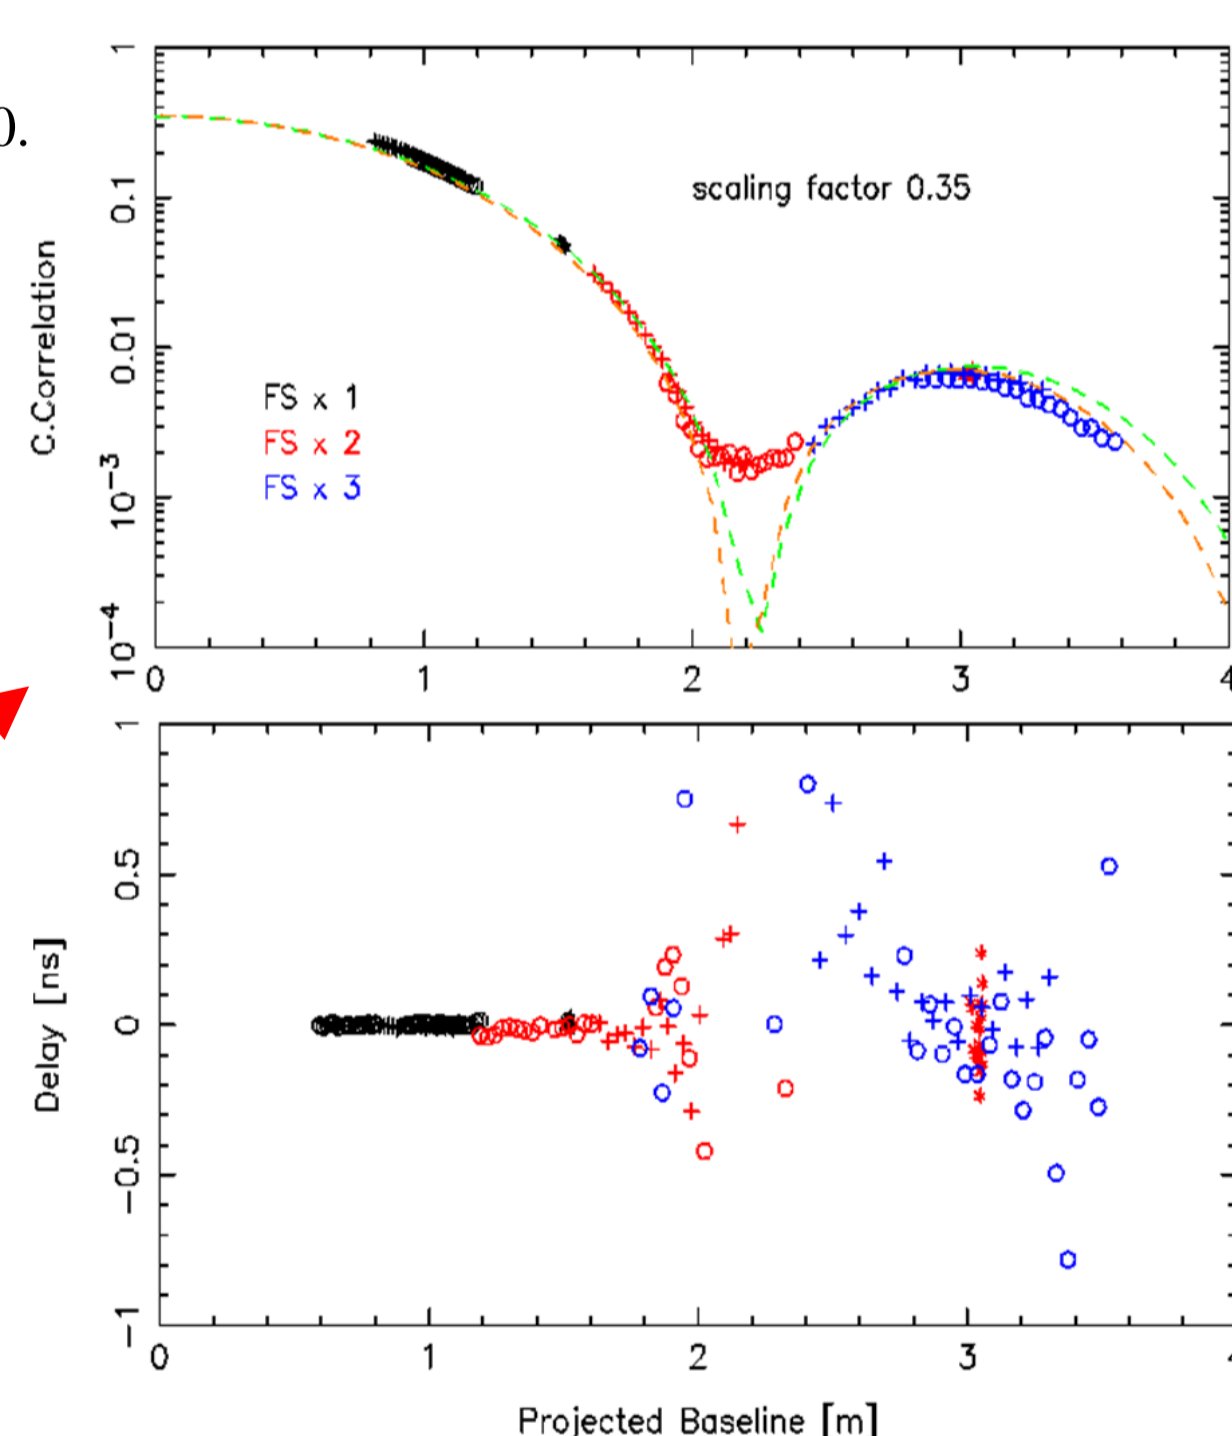 0.
1
0.1
0.01
10⁻³
10⁻⁴
C.Correlation
scaling factor 0.35
FS x 1
FS x 2
FS x 3
0 1 2 3 4
1
0.5
0
−0.5
−1
Delay [ns]
0 1 2 3 4
Projected Baseline [m]